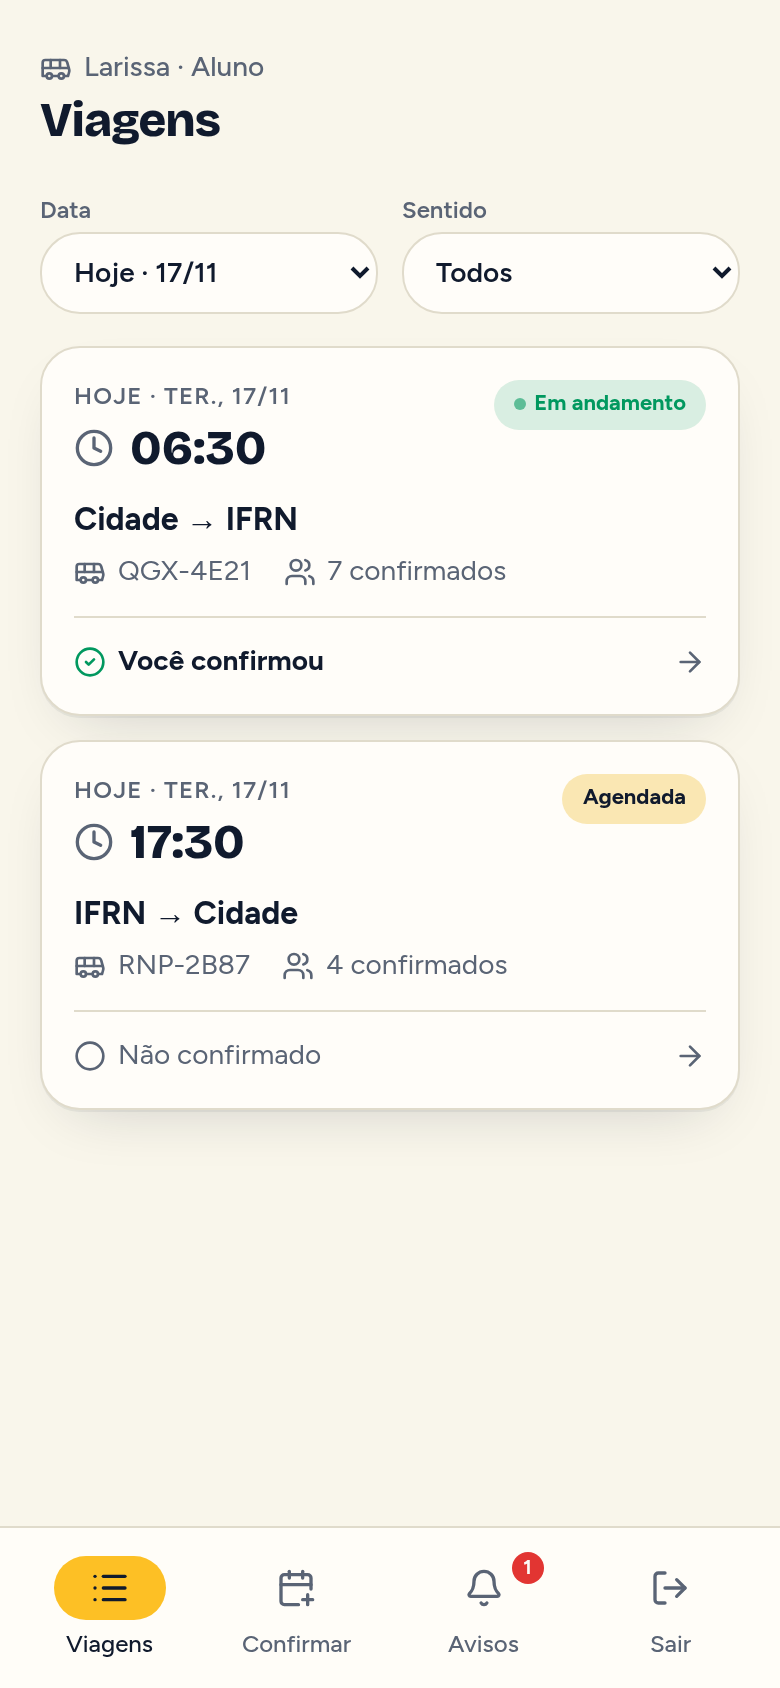 Larissa · Aluno
Viagens
Data
Sentido
Hoje · 17/11
Todos
HOJE · TER., 17/11
Em andamento
06:30
Cidade → IFRN
QGX-4E21
7 confirmados
Você confirmou
HOJE · TER., 17/11
Agendada
17:30
IFRN → Cidade
RNP-2B87
4 confirmados
Não confirmado
1
Viagens
Confirmar
Avisos
Sair